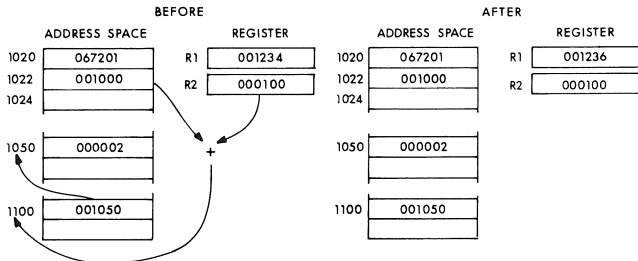 BEFORE AFTER
ADDRESS SPACE REGISTER ADDRESS SPACE REGISTER
1020 067201 R1 001234 1020 067201 R1 001236
1022 001000 R2 000100 1022 001000 R2 000100
1024 1024
1050 000002 + 1050 000002
1100 001050 1100 001050